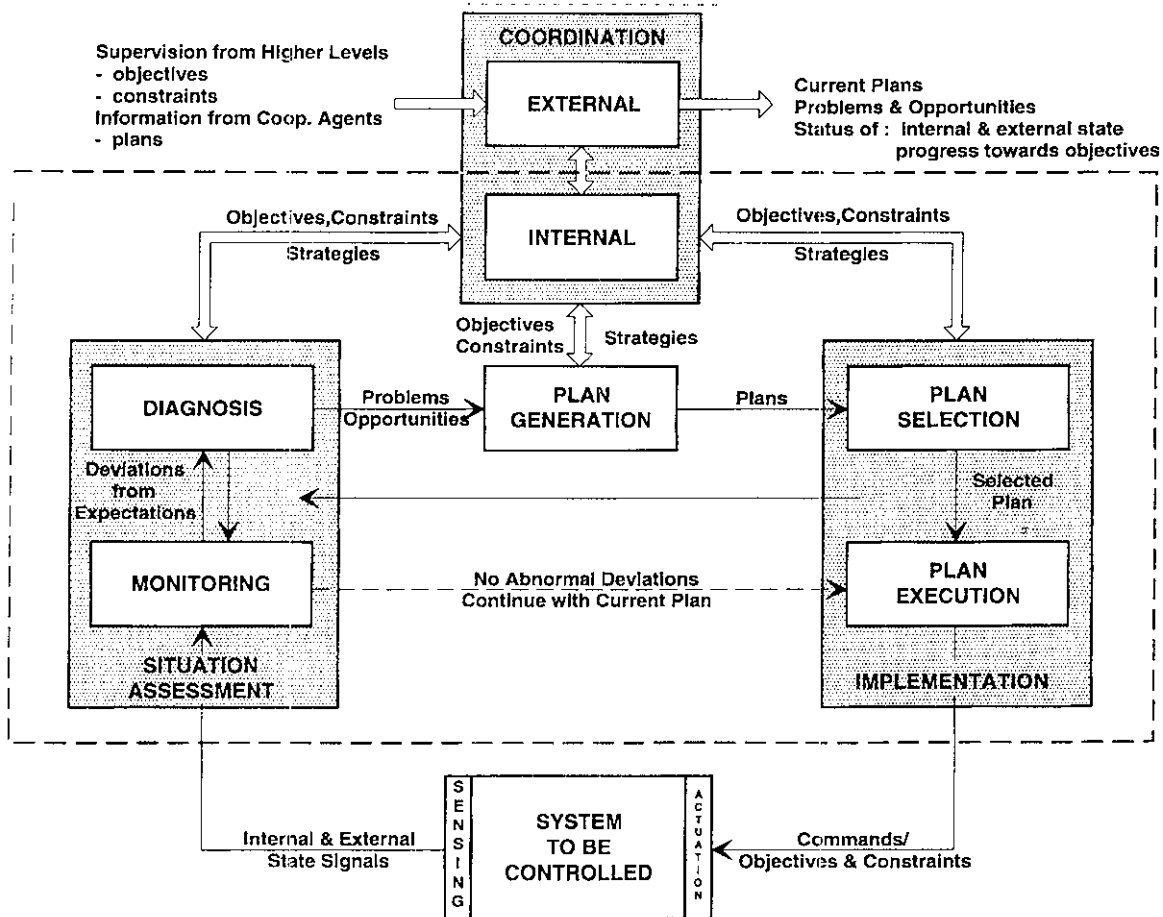 COORDINATION
Supervision from Higher Levels
- objectives
- constraints
Information from Coop. Agents
- plans
EXTERNAL
Current Plans
Problems & Opportunities
Status of : internal & external state
progress towards objectives
Objectives,Constraints
Strategies
INTERNAL
Objectives,Constraints
Strategies
Objectives
Constraints
Strategies
DIAGNOSIS
Problems
Opportunities
PLAN
GENERATION
Plans
PLAN
SELECTION
Deviations
from
Expectations
Selected
Plan
MONITORING
No Abnormal Deviations
Continue with Current Plan
PLAN
EXECUTION
SITUATION
ASSESSMENT
IMPLEMENTATION
Internal & External
State Signals
SENSING
SYSTEM
TO BE
CONTROLLED
ACTUATION
Commands/
Objectives & Constraints